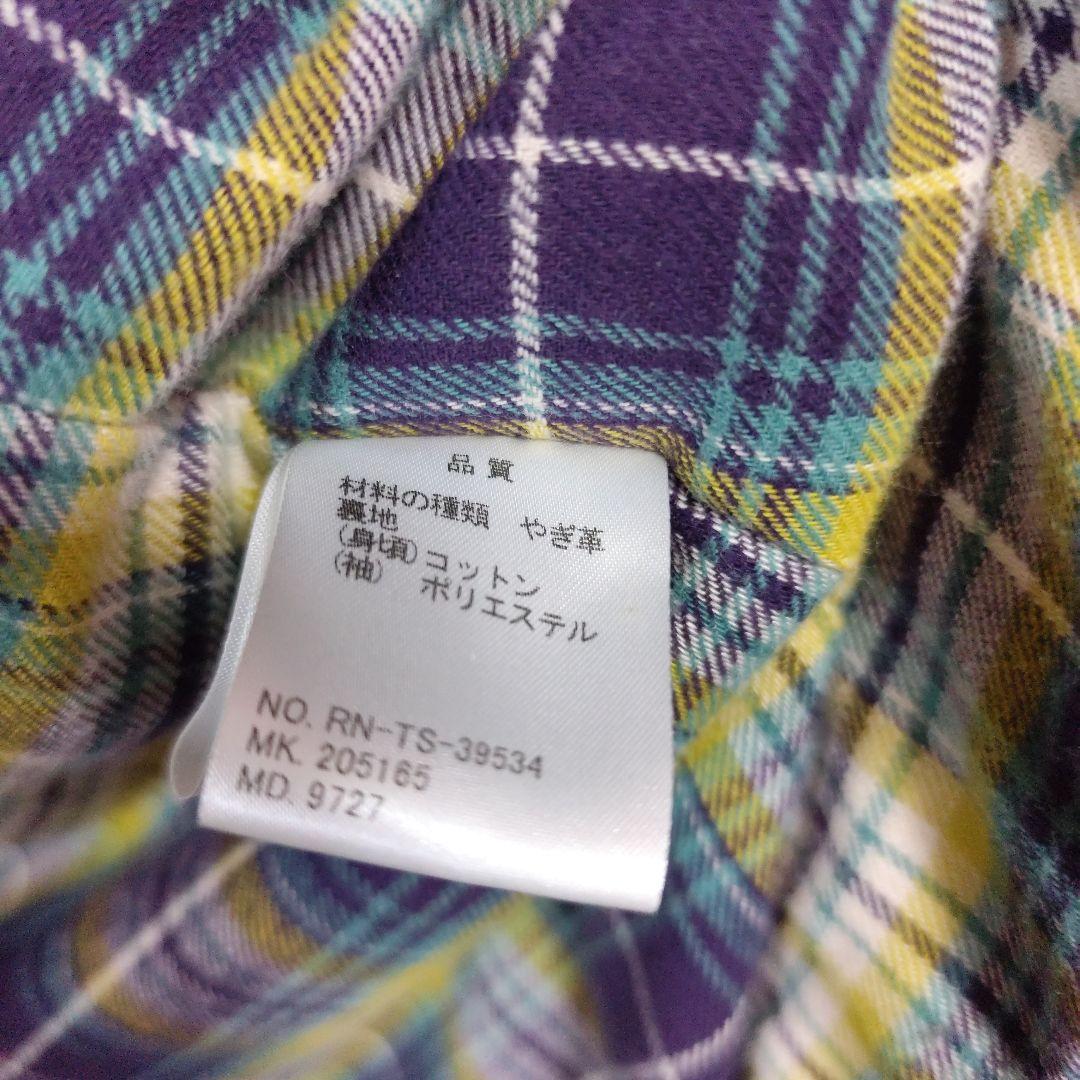 品質
材料の種類 やぎ革
裏地
(身頃) コットン
(袖) ポリエステル
NO. RN-TS-39534
MK. 205165
MD. 9727